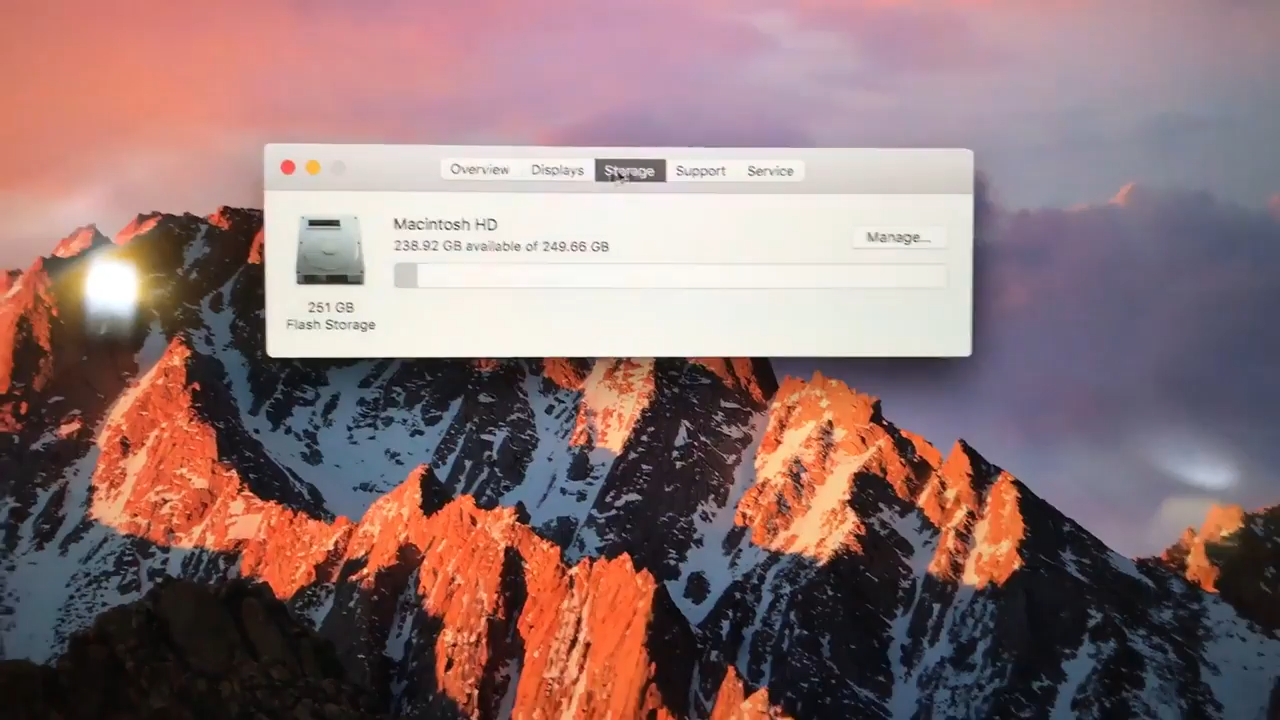 Overview Displays Storage Support Service
Macintosh HD
238.92 GB available of 249.66 GB
Manage...
251 GB
Flash Storage